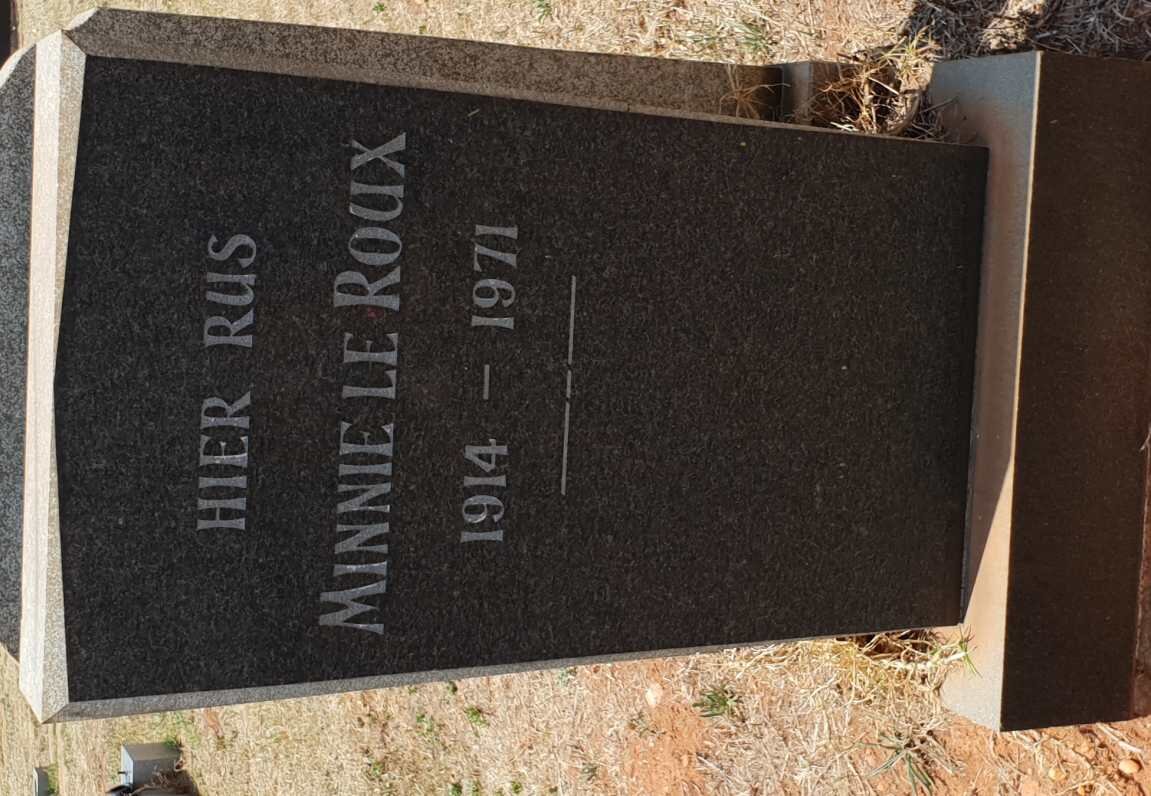 HIER RUS
MINNIE LE ROUX
1914 — 1971